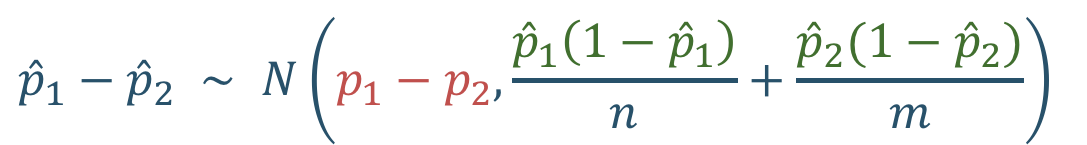 p̂₁ − p̂₂ ~ N(p₁ − p₂, p̂₁(1 − p̂₁)/n + p̂₂(1 − p̂₂)/m)